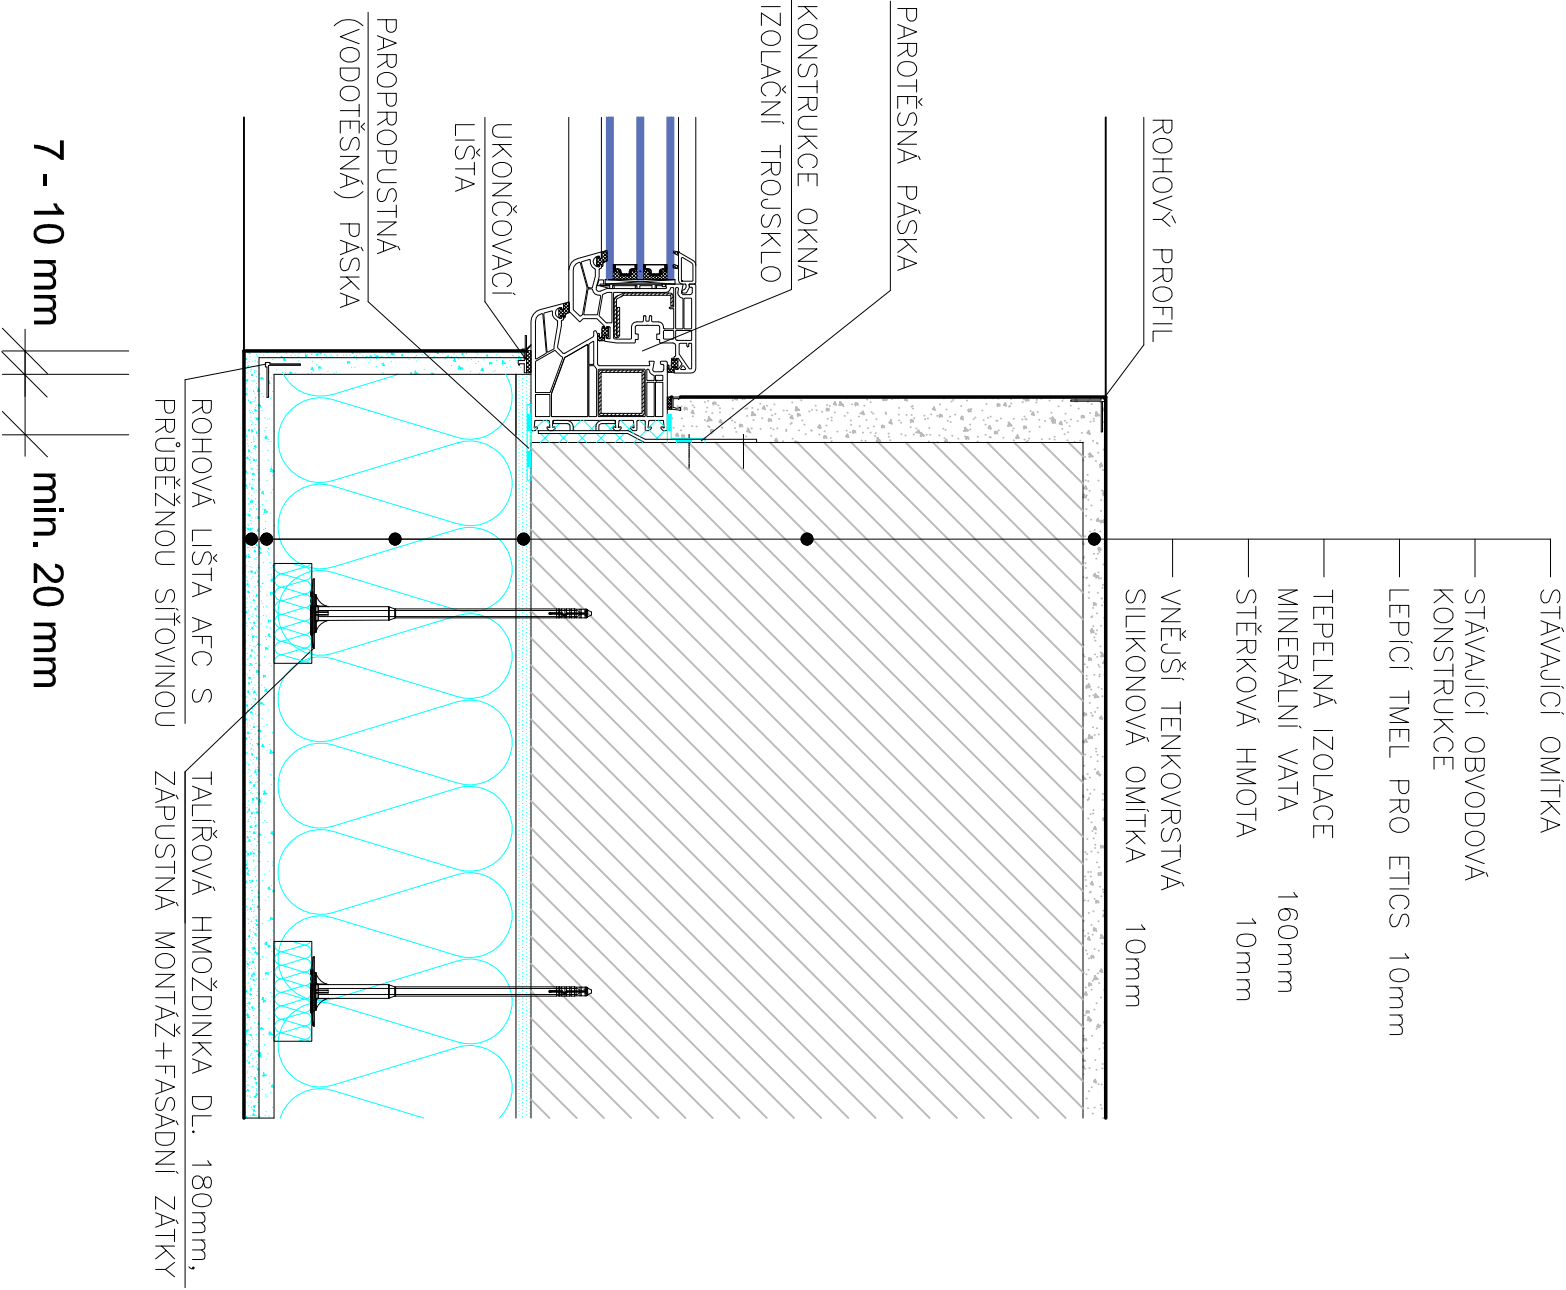 STÁVAJÍCÍ OMÍTKA
STÁVAJÍCÍ OBVODOVÁ
KONSTRUKCE
LEPÍCÍ TMEL PRO ETICS 10mm
TEPELNÁ IZOLACE
MINERÁLNÍ VATA 160mm
STĚRKOVÁ HMOTA 10mm
VNĚJŠÍ TENKOVRSTVÁ
SILIKONOVÁ OMÍTKA 10mm
ROHOVÝ PROFIL
PAROTĚSNÁ PÁSKA
KONSTRUKCE OKNA
IZOLAČNÍ TROJSKLO
UKONČOVACÍ
LIŠTA
PAROPROPUSTNÁ
(VODOTĚSNÁ) PÁSKA
ROHOVÁ LIŠTA AFC S
PRŮBĚŽNOU SÍŤOVINOU
TALÍŘOVÁ HMOŽDINKA DL. 180mm,
ZÁPUSTNÁ MONTÁŽ+FASÁDNÍ ZÁTKY
7 - 10 mm
min. 20 mm